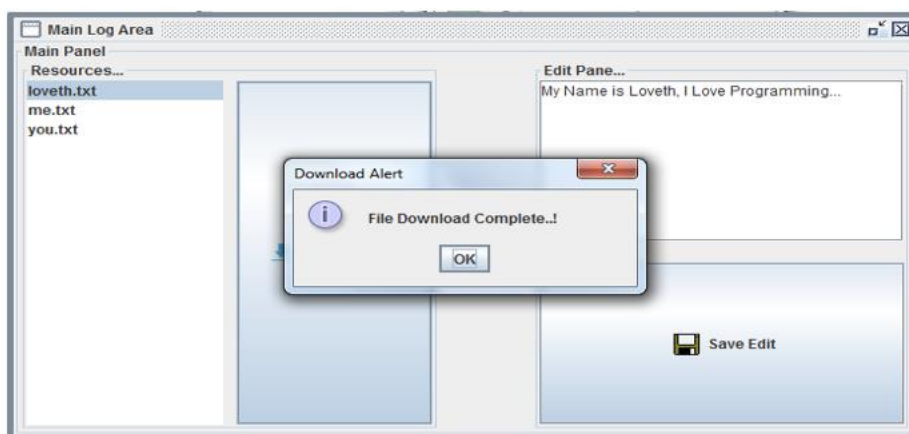 Main Log Area
Main Panel
Resources...
loveth.txt
me.txt
you.txt
Edit Pane...
My Name is Loveth, I Love Programming...
Download Alert
i
File Download Complete..!
OK
Save Edit